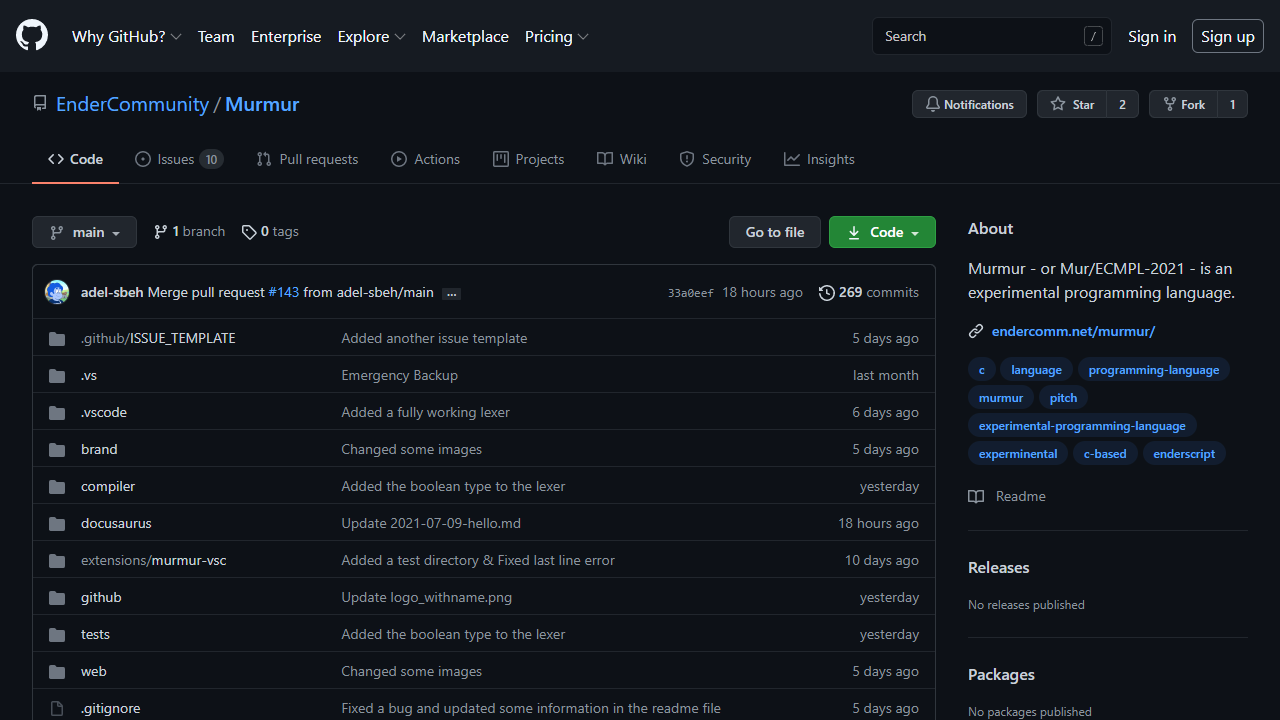 Why GitHub? Team Enterprise Explore Marketplace Pricing Search / Sign in Sign up
EnderCommunity / Murmur Notifications Star 2 Fork 1
Code Issues 10 Pull requests Actions Projects Wiki Security Insights
main 1 branch 0 tags Go to file Code
adel-sbeh Merge pull request #143 from adel-sbeh/main ... 33a0eef 18 hours ago 269 commits
.github/ISSUE_TEMPLATE Added another issue template 5 days ago
.vs Emergency Backup last month
.vscode Added a fully working lexer 6 days ago
brand Changed some images 5 days ago
compiler Added the boolean type to the lexer yesterday
docusaurus Update 2021-07-09-hello.md 18 hours ago
extensions/murmur-vsc Added a test directory & Fixed last line error 10 days ago
github Update logo_withname.png yesterday
tests Added the boolean type to the lexer yesterday
web Changed some images 5 days ago
.gitignore Fixed a bug and updated some information in the readme file 5 days ago
About
Murmur - or Mur/ECMPL-2021 - is an
experimental programming language.
endercomm.net/murmur/
c language programming-language
murmur pitch
experimental-programming-language
experminental c-based enderscript
Readme
Releases
No releases published
Packages
No packages published